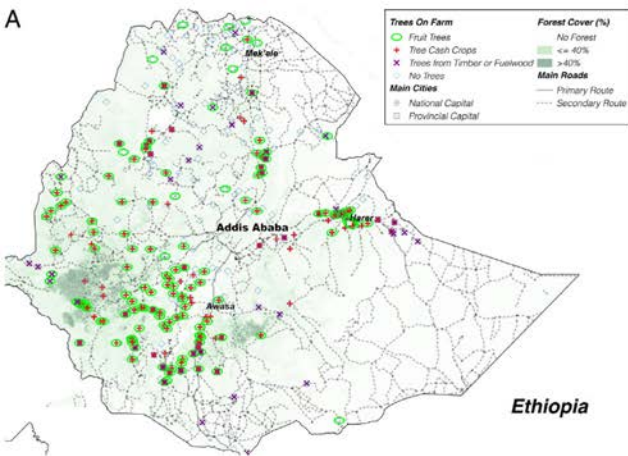 A
Trees On Farm
Fruit Trees
Tree Cash Crops
Trees from Timber or Fuelwood
No Trees
Main Cities
National Capital
Provincial Capital
Forest Cover (%)
No Forest
<= 40%
>40%
Main Roads
Primary Route
Secondary Route
Mek'ele
Addis Ababa
Harer
Awasa
Ethiopia